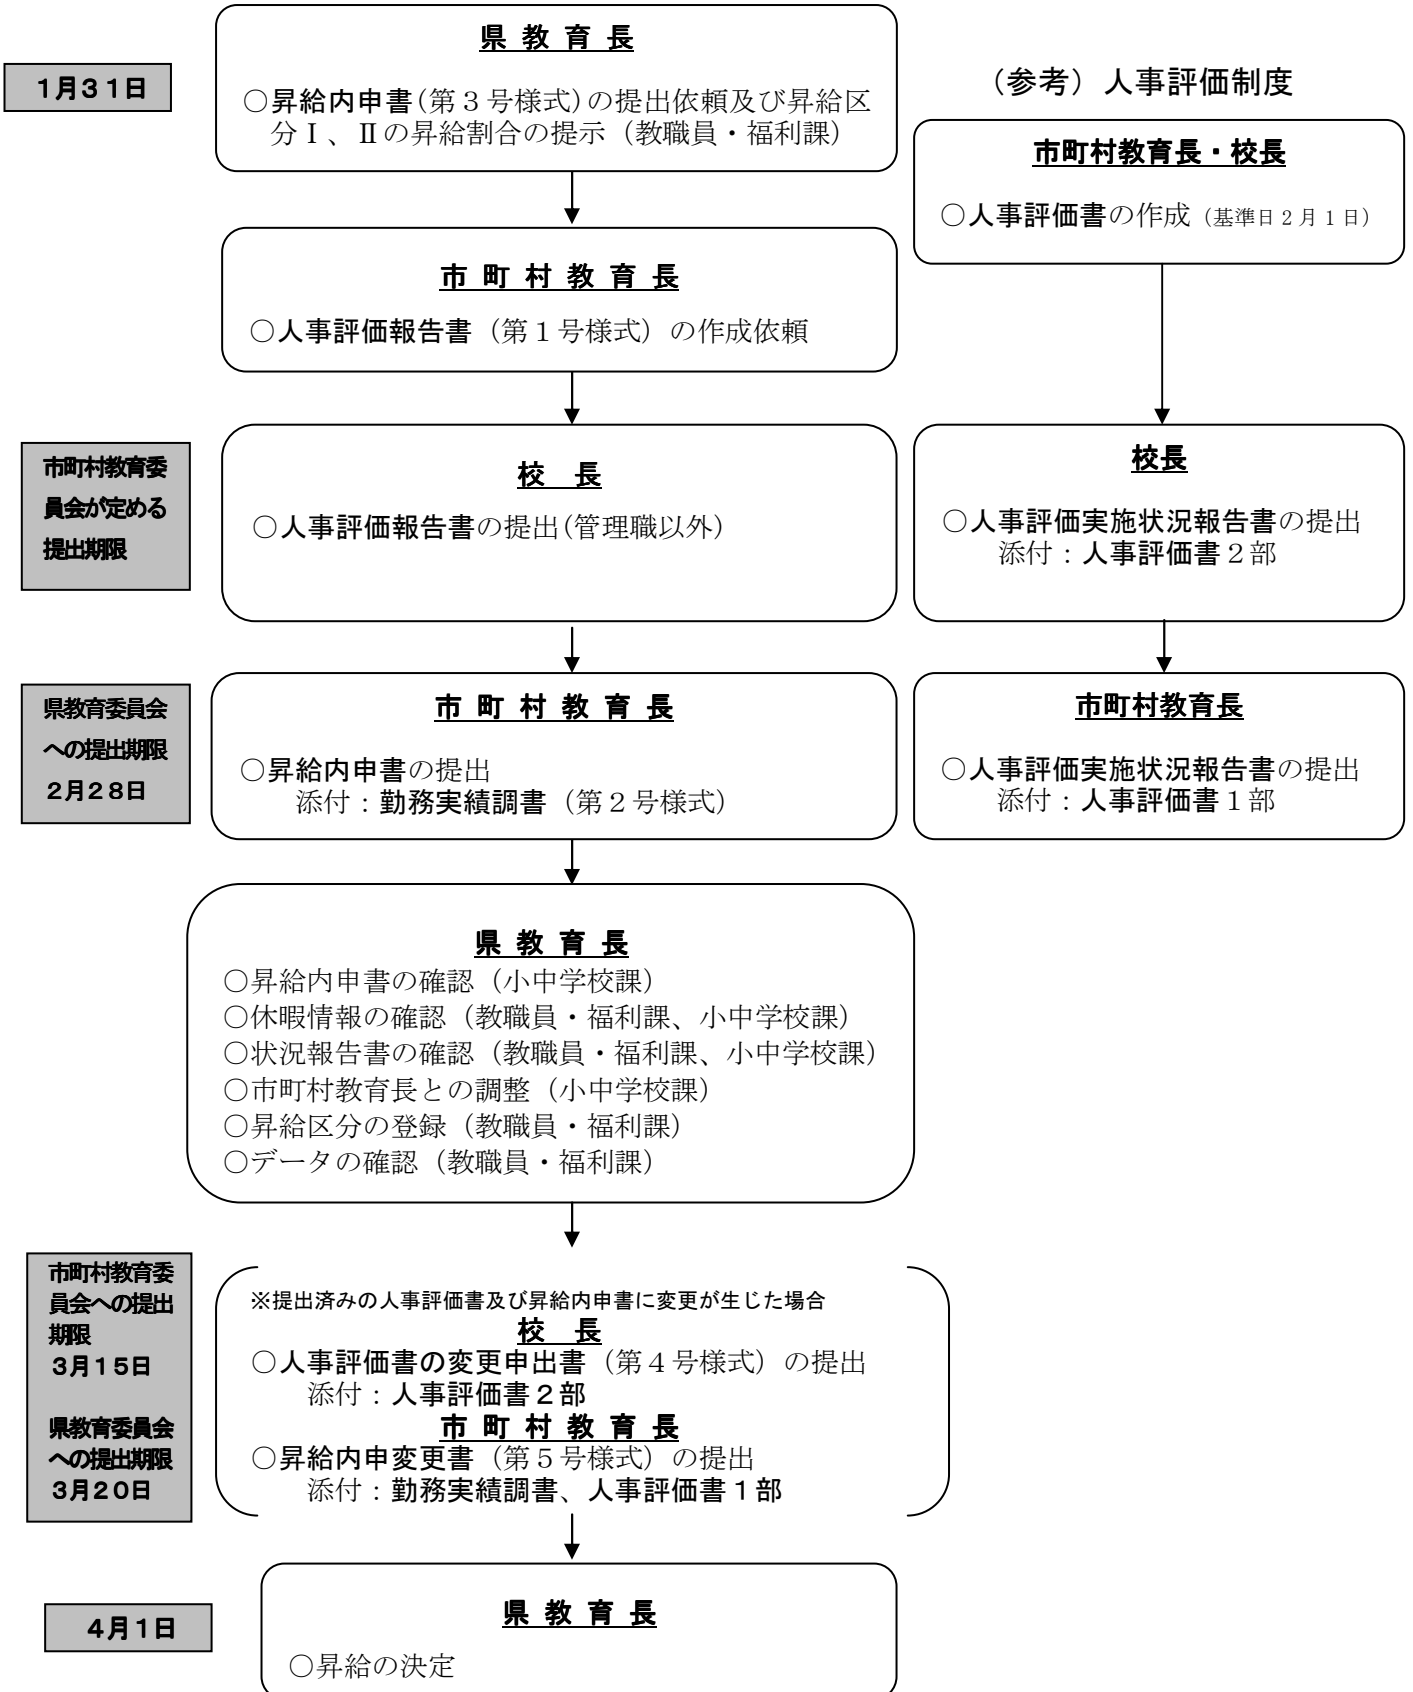 県 教 育 長
1月31日
○昇給内申書(第３号様式)の提出依頼及び昇給区
分Ⅰ、Ⅱの昇給割合の提示（教職員・福利課）
（参考）人事評価制度
市町村教育長・校長
○人事評価書の作成（基準日２月１日）
市 町 村 教 育 長
○人事評価報告書（第１号様式）の作成依頼
市町村教育委
員会が定める
提出期限
校　長
○人事評価報告書の提出(管理職以外)
校長
○人事評価実施状況報告書の提出
添付：人事評価書２部
県教育委員会
への提出期限
２月２８日
市 町 村 教 育 長
○昇給内申書の提出
添付：勤務実績調書（第２号様式）
市町村教育長
○人事評価実施状況報告書の提出
添付：人事評価書１部
県 教 育 長
○昇給内申書の確認（小中学校課）
○休暇情報の確認（教職員・福利課、小中学校課）
○状況報告書の確認（教職員・福利課、小中学校課）
○市町村教育長との調整（小中学校課）
○昇給区分の登録（教職員・福利課）
○データの確認（教職員・福利課）
市町村教育委
員会への提出
期限
３月１５日
県教育委員会
への提出期限
３月２０日
※提出済みの人事評価書及び昇給内申書に変更が生じた場合
校　長
○人事評価書の変更申出書（第４号様式）の提出
添付：人事評価書２部
市 町 村 教 育 長
○昇給内申変更書（第５号様式）の提出
添付：勤務実績調書、人事評価書１部
４月１日
県 教 育 長
○昇給の決定